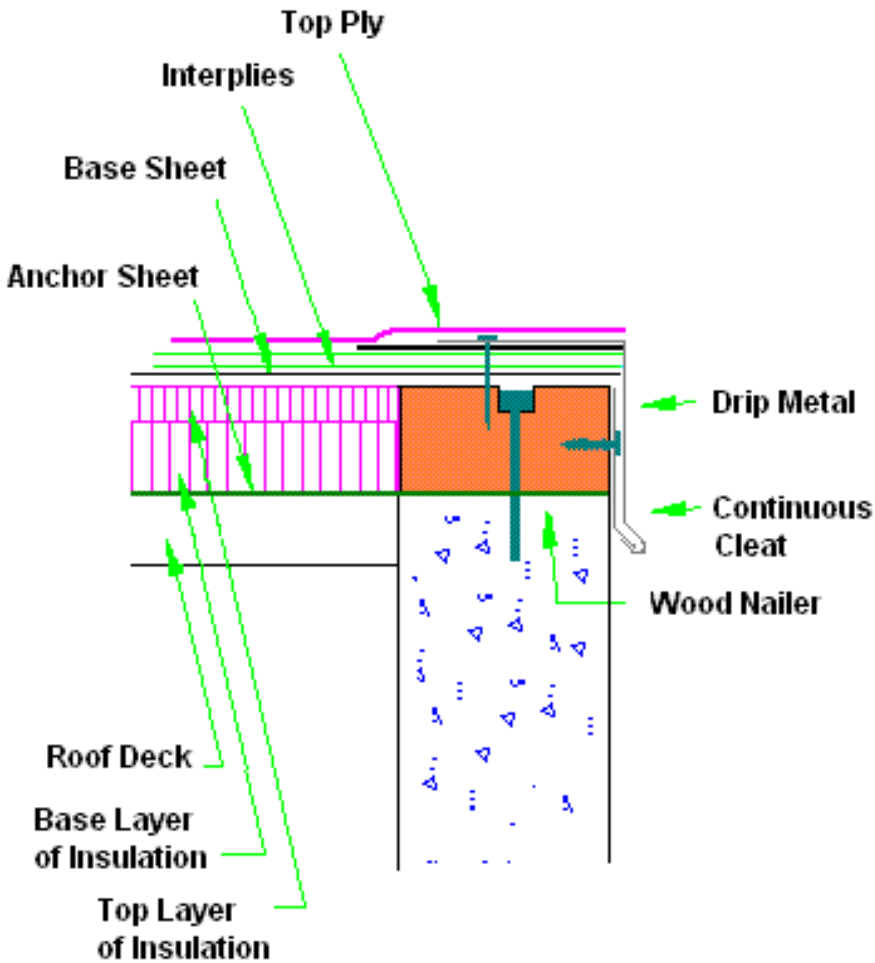 Top Ply
Interplies
Base Sheet
Anchor Sheet
Drip Metal
Continuous
Cleat
Wood Nailer
Roof Deck
Base Layer
of Insulation
Top Layer
of Insulation